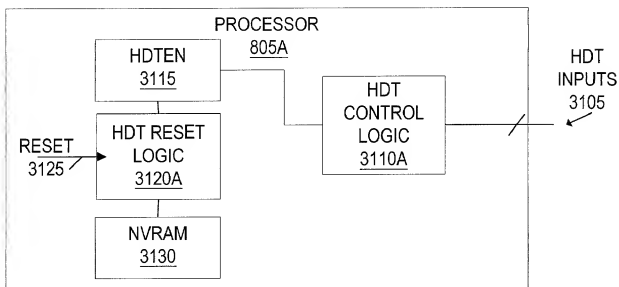 PROCESSOR
805A
HDTEN
3115
HDT
INPUTS
3105
HDT
CONTROL
LOGIC
3110A
HDT RESET
LOGIC
3120A
RESET
3125
NVRAM
3130